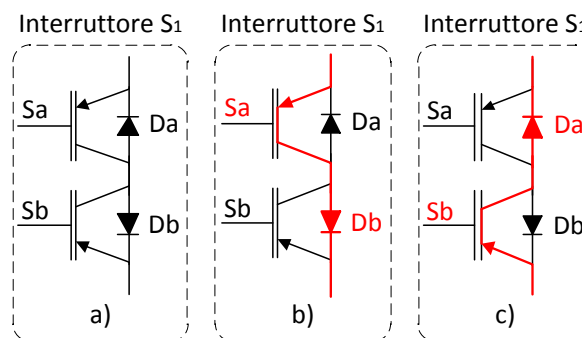 Interruttore S1
Sa
Da
Sb
Db
a)
Interruttore S1
Sa
Da
Sb
Db
b)
Interruttore S1
Sa
Da
Sb
Db
c)